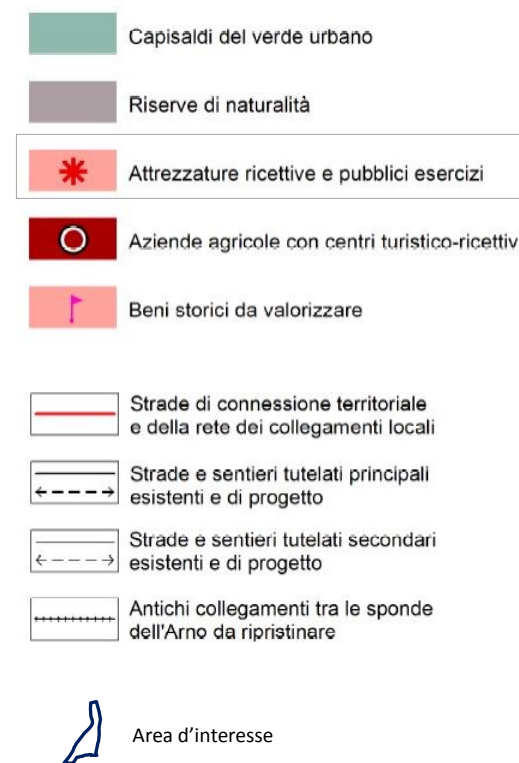 Capisaldi del verde urbano
Riserve di naturalità
Attrezzature ricettive e pubblici esercizi
Aziende agricole con centri turistico-ricettiv
Beni storici da valorizzare
Strade di connessione territoriale
e della rete dei collegamenti locali
Strade e sentieri tutelati principali
esistenti e di progetto
Strade e sentieri tutelati secondari
esistenti e di progetto
Antichi collegamenti tra le sponde
dell'Arno da ripristinare
Area d'interesse